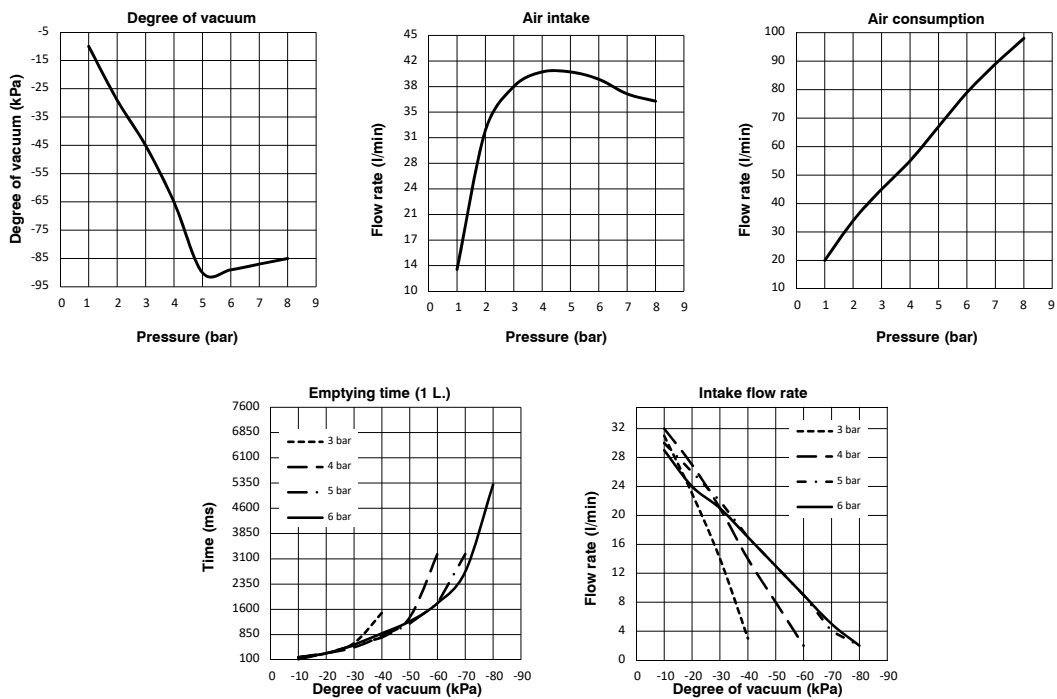 Degree of vacuum
Degree of vacuum (kPa)
-5
-15
-25
-35
-45
-55
-65
-75
-85
-95
0 1 2 3 4 5 6 7 8 9
Pressure (bar)
Air intake
Flow rate (l/min)
45
42
38
35
31
28
24
21
17
14
10
0 1 2 3 4 5 6 7 8 9
Pressure (bar)
Air consumption
Flow rate (l/min)
100
90
80
70
60
50
40
30
20
10
0 1 2 3 4 5 6 7 8 9
Pressure (bar)
Emptying time (1 L.)
Time (ms)
7600
6850
6100
5350
4600
3850
3100
2350
1600
850
100
3 bar
4 bar
5 bar
6 bar
0 -10 -20 -30 -40 -50 -60 -70 -80 -90
Degree of vacuum (kPa)
Intake flow rate
Flow rate (l/min)
32
28
24
20
16
12
8
4
0
3 bar
4 bar
5 bar
6 bar
0 -10 -20 -30 -40 -50 -60 -70 -80 -90
Degree of vacuum (kPa)